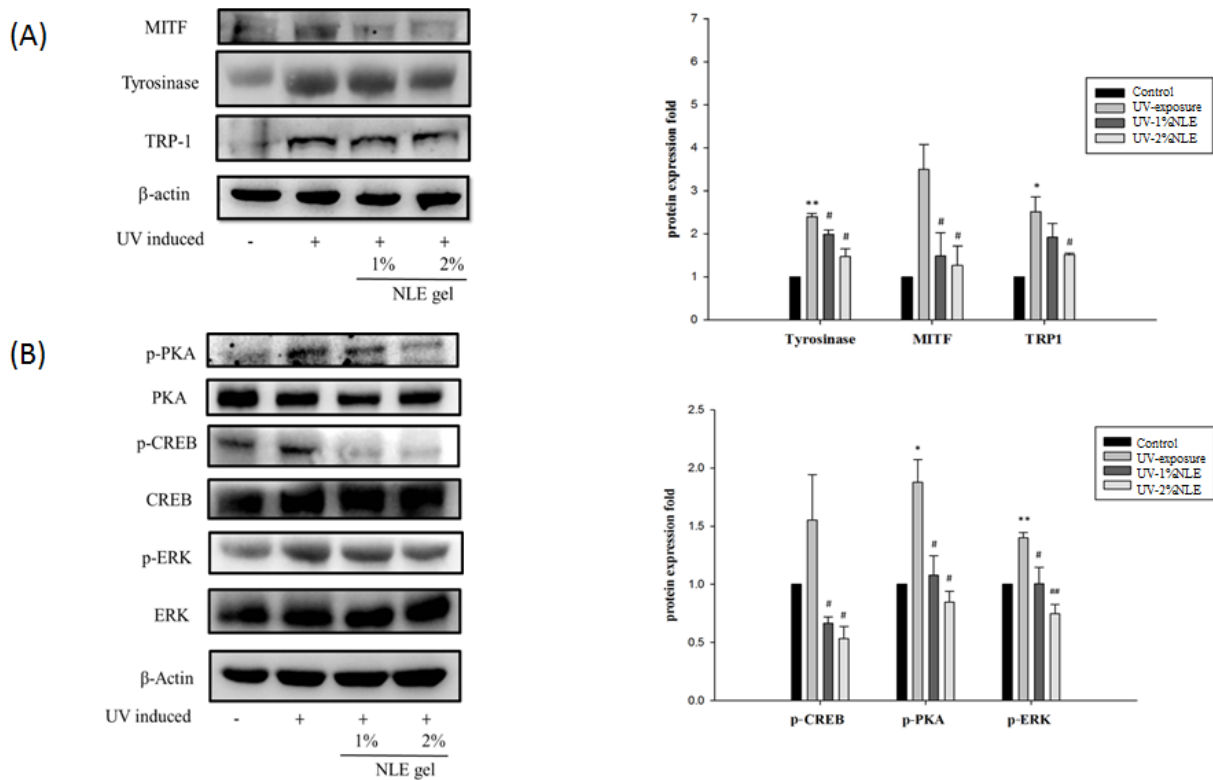 (A)
MITF
Tyrosinase
TRP-1
β-actin
UV induced - + + +
1% 2%
NLE gel
protein expression fold
7
6
5
4
3
2
1
0
** # #
# #
* #
Tyrosinase MITF TRP1
Control
UV-exposure
UV-1%NLE
UV-2%NLE
(B)
p-PKA
PKA
p-CREB
CREB
p-ERK
ERK
β-Actin
UV induced - + + +
1% 2%
NLE gel
protein expression fold
2.5
2.0
1.5
1.0
0.5
0.0
# #
* # #
** # ##
p-CREB p-PKA p-ERK
Control
UV-exposure
UV-1%NLE
UV-2%NLE